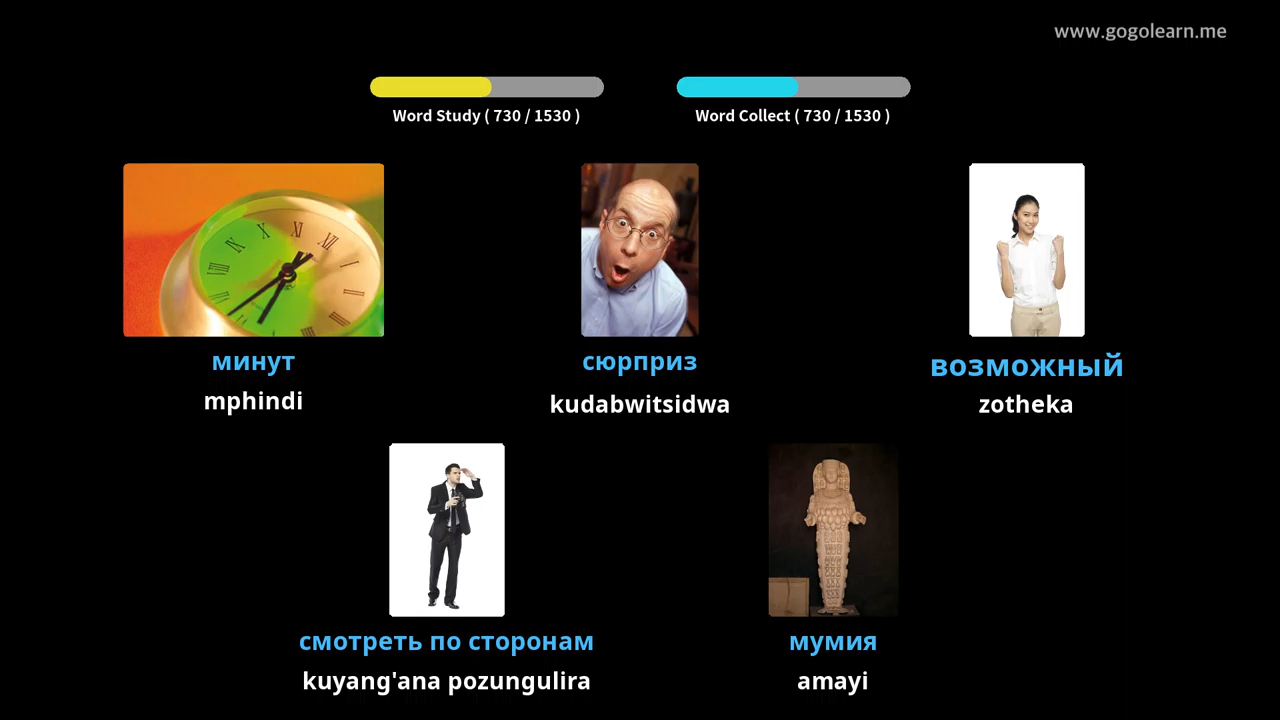 www.gogolearn.me
Word Study ( 730 / 1530 )
Word Collect ( 730 / 1530 )
минут
mphindi
сюрприз
kudabwitsidwa
возможный
zotheka
смотреть по сторонам
kuyang'ana pozungulira
мумия
amayi